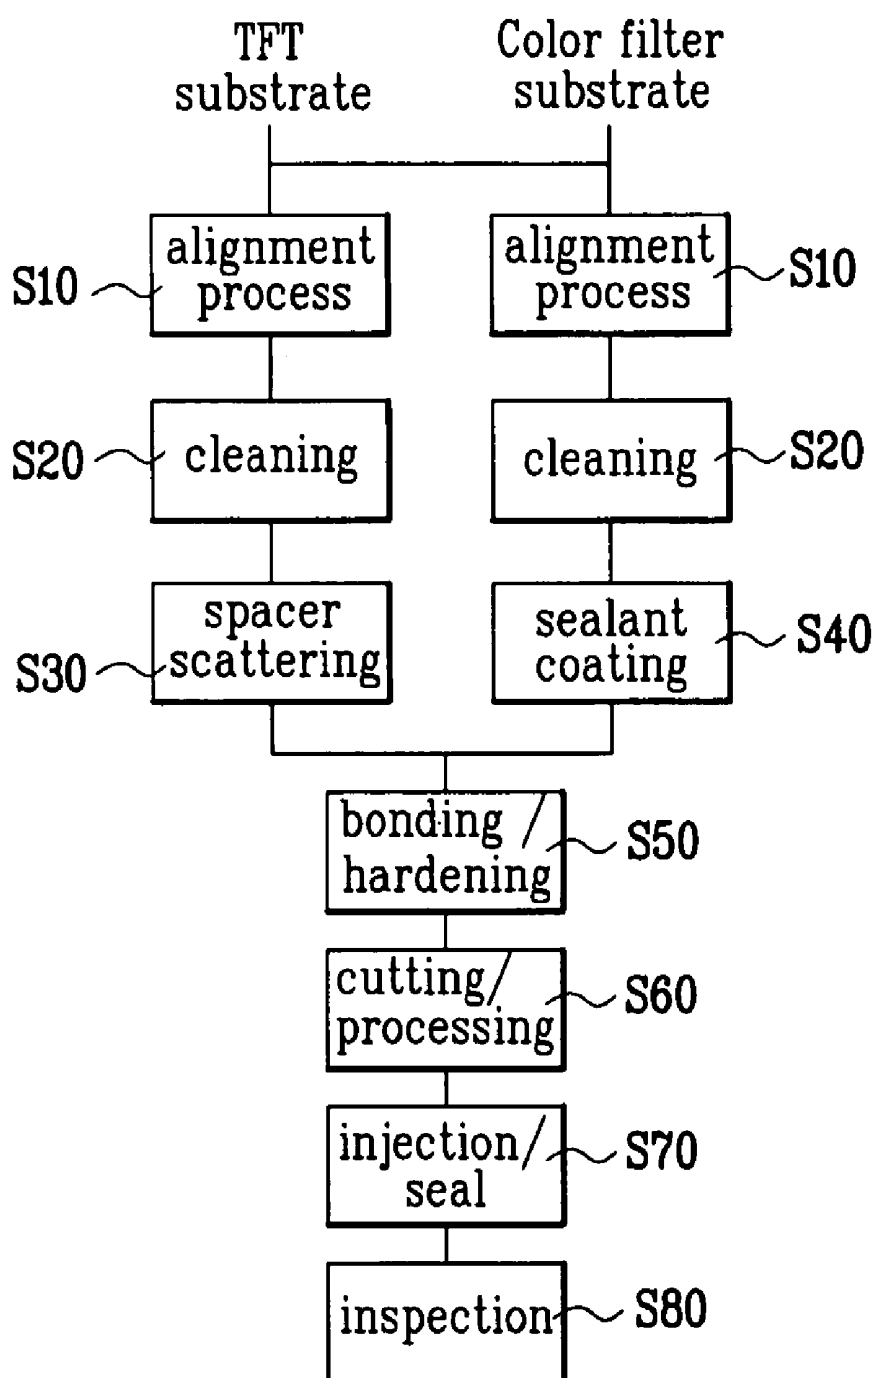 TFT
substrate
Color filter
substrate
alignment
process
S10
alignment
process
S10
cleaning
S20
cleaning
S20
spacer
scattering
S30
sealant
coating
S40
bonding/
hardening
S50
cutting/
processing
S60
injection/
seal
S70
inspection
S80